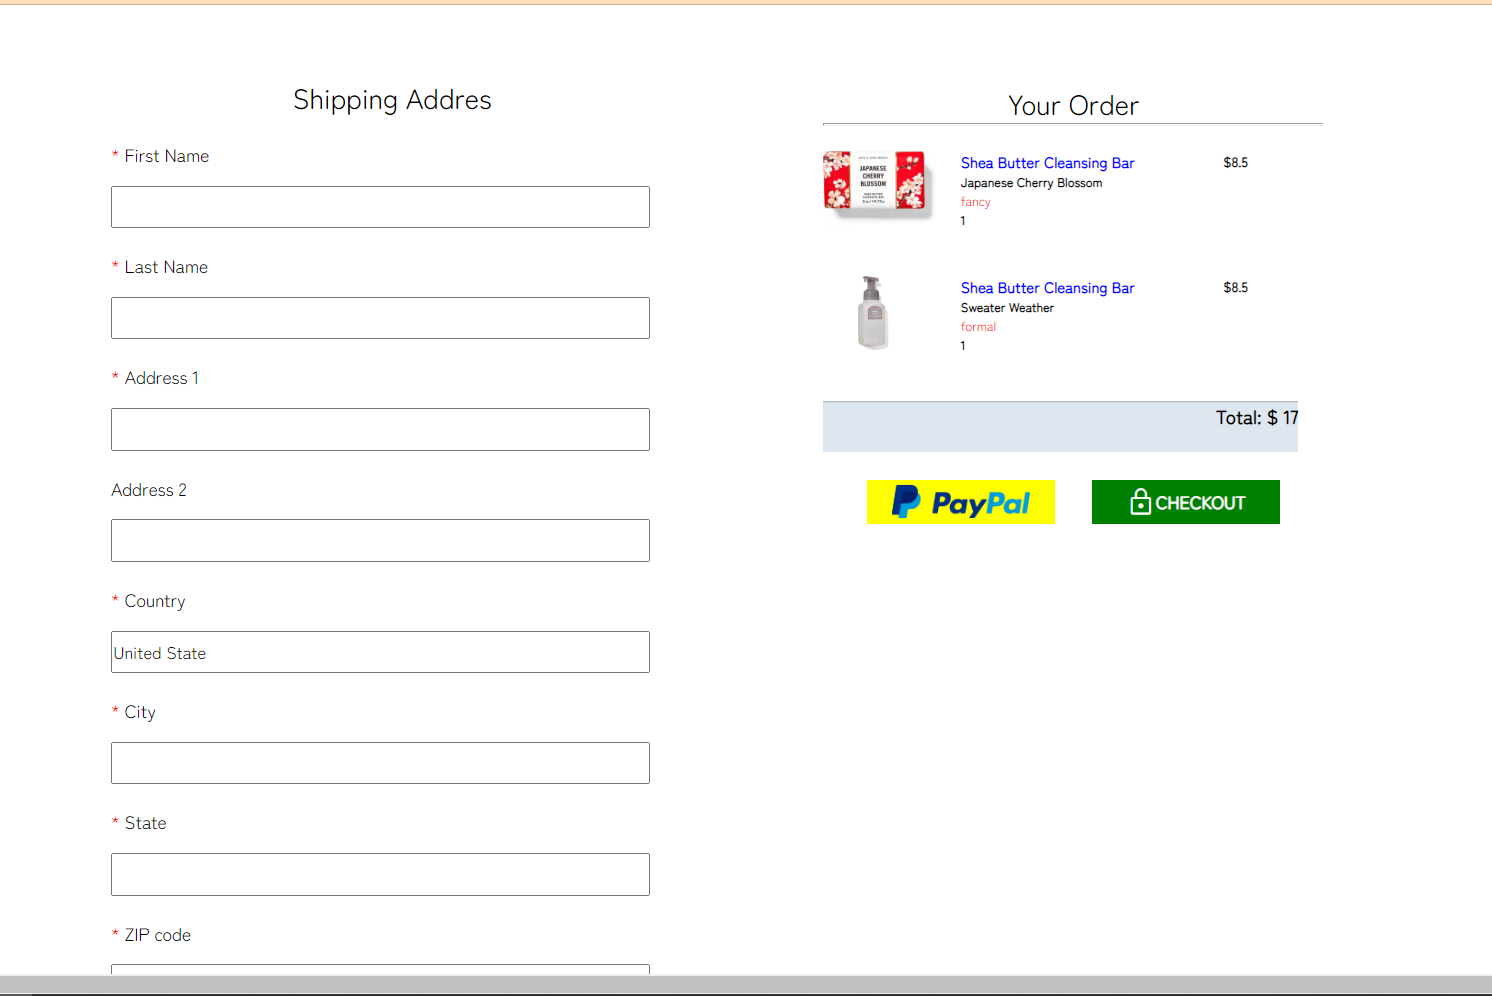 Shipping Addres
* First Name
* Last Name
* Address 1
Address 2
* Country
United State
* City
* State
* ZIP code
Your Order
JAPANESE
CHERRY
BLOSSOM
Shea Butter Cleansing Bar
$8.5
Japanese Cherry Blossom
fancy
1
Shea Butter Cleansing Bar
$8.5
Sweater Weather
formal
1
Total: $ 17
PayPal
CHECKOUT